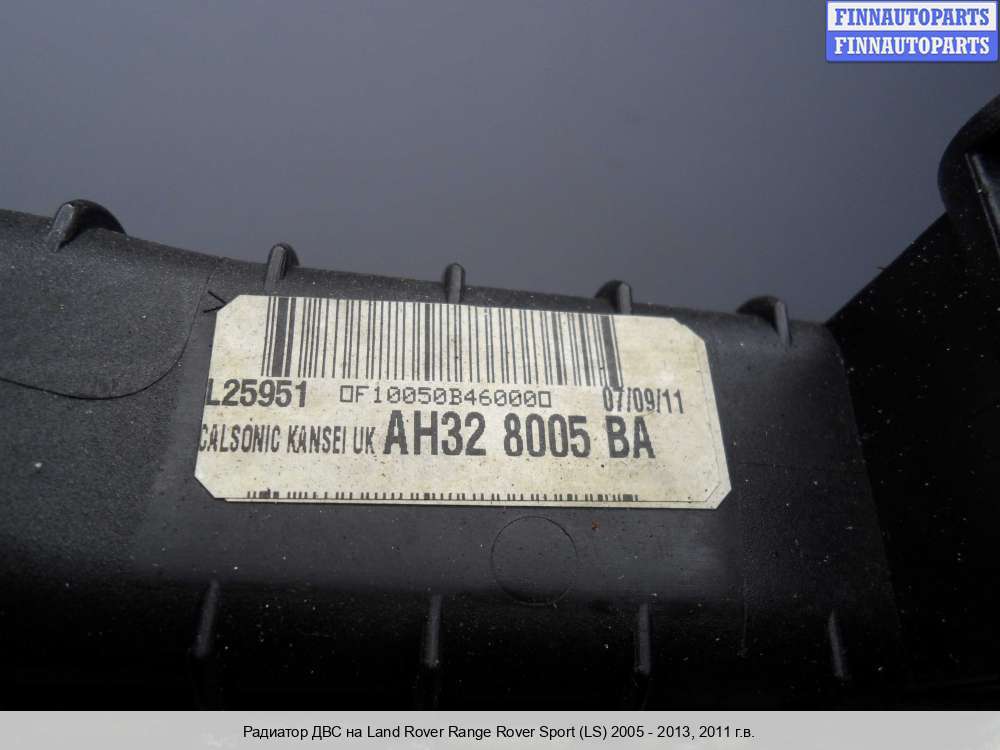 FINNAUTOPARTS
FINNAUTOPARTS
L25951 F10050B46000 07/09/11
CALSONIC KANSEI UK AH32 8005 BA
Радиатор ДВС на Land Rover Range Rover Sport (LS) 2005 - 2013, 2011 г.в.